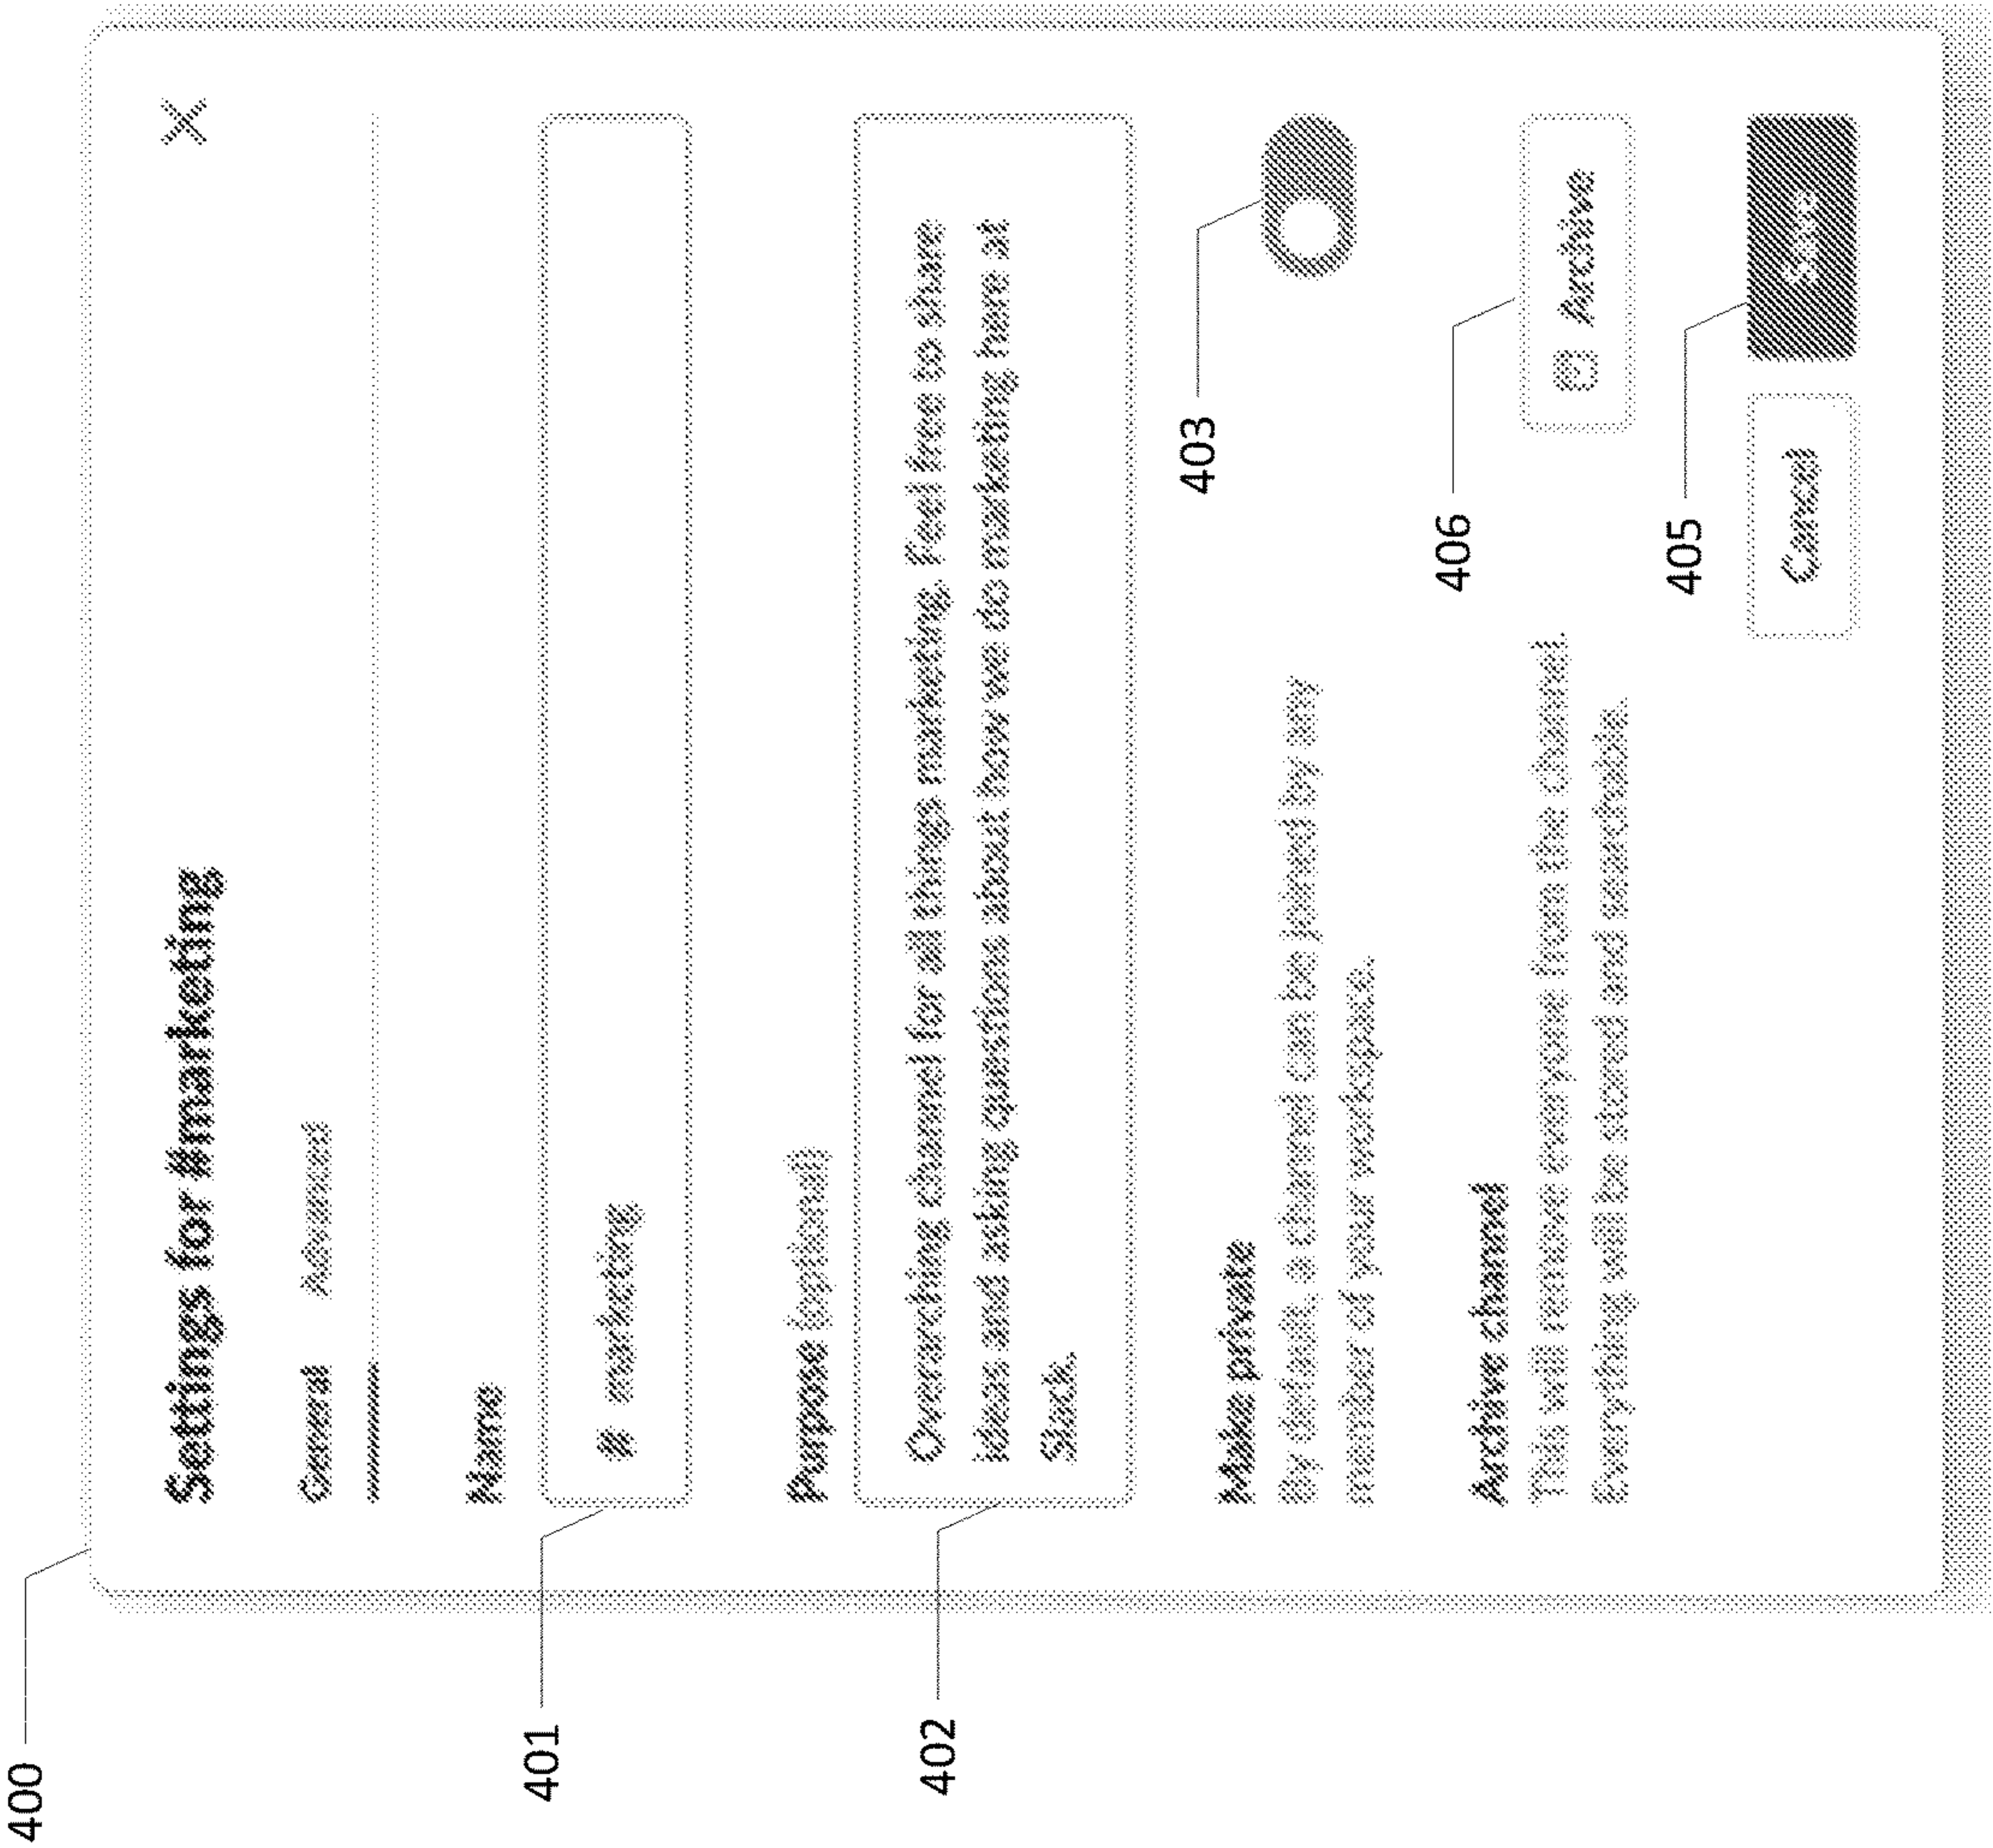 400
Settings for #marketing
General Advanced
Name
401
# marketing
Purpose (optional)
402
Overarching channel for all things marketing. Feel free to share
ideas and asking questions about how we do marketing here at
Slack.
403
Make private
By default, a channel can be joined by any
member of your workspace.
406
Archive channel
This will remove everyone from the channel.
Everything will be stored and searchable.
Archive
405
Cancel Save